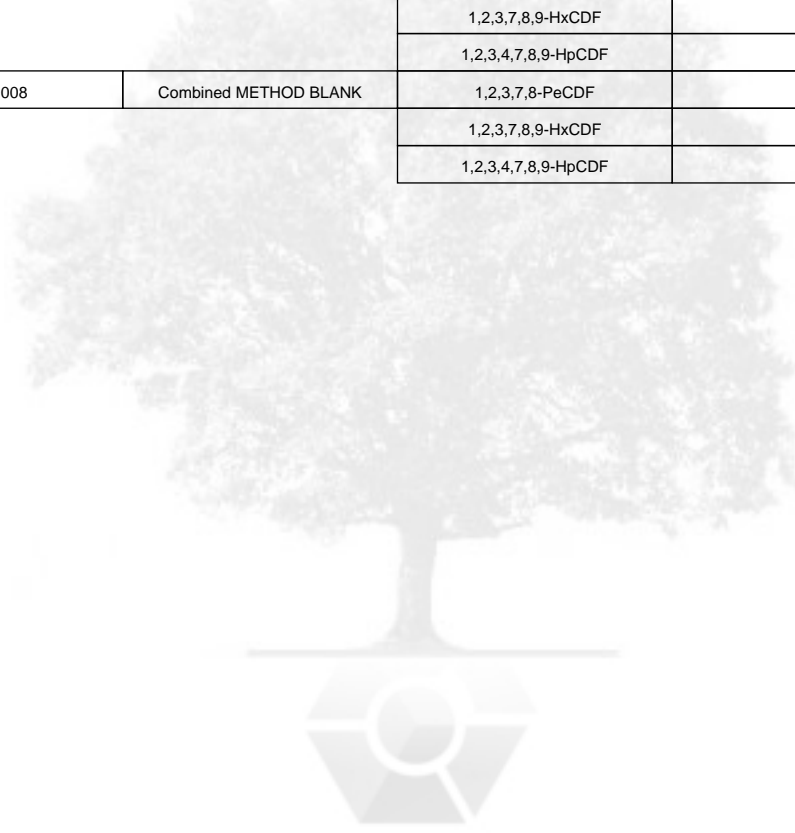 1,2,3,7,8,9-HxCDF
1,2,3,4,7,8,9-HpCDF
008 Combined METHOD BLANK 1,2,3,7,8-PeCDF
1,2,3,7,8,9-HxCDF
1,2,3,4,7,8,9-HpCDF